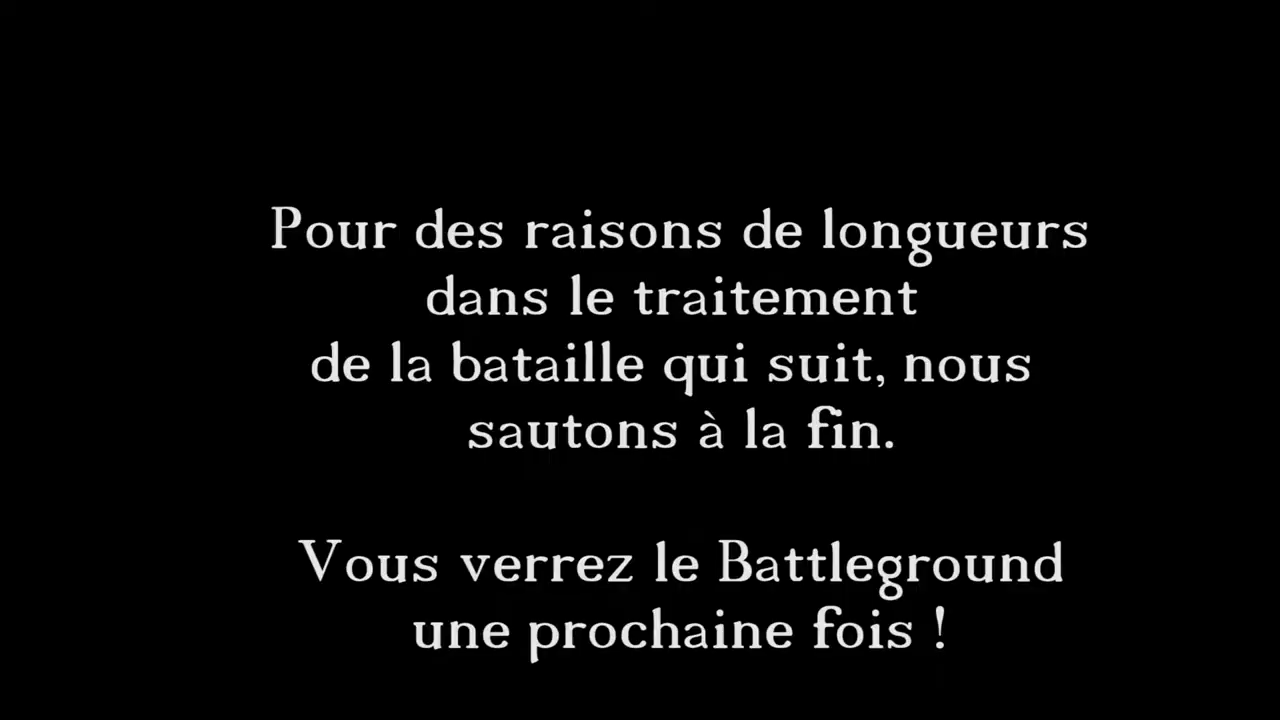 Pour des raisons de longueurs
dans le traitement
de la bataille qui suit, nous
sautons à la fin.
Vous verrez le Battleground
une prochaine fois !